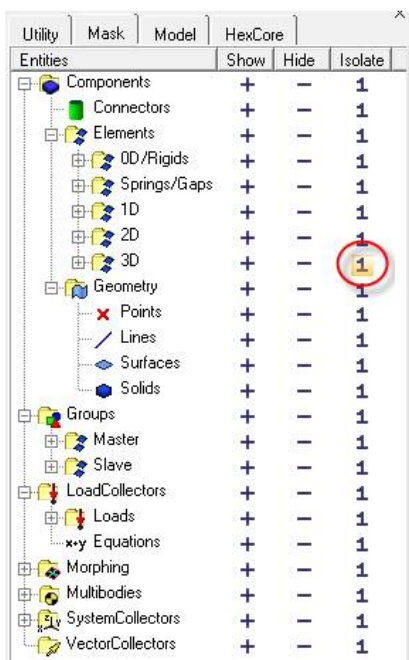 Utility Mask Model HexCore
Entities Show Hide Isolate
Components + – 1
Connectors + – 1
Elements + – 1
0D/Rigids + – 1
Springs/Gaps + – 1
1D + – 1
2D + – 1
3D + – 1
Geometry + – 1
Points + – 1
Lines + – 1
Surfaces + – 1
Solids + – 1
Groups + – 1
Master + – 1
Slave + – 1
LoadCollectors + – 1
Loads + – 1
x+y Equations + – 1
Morphing + – 1
Multibodies + – 1
SystemCollectors + – 1
VectorCollectors + – 1